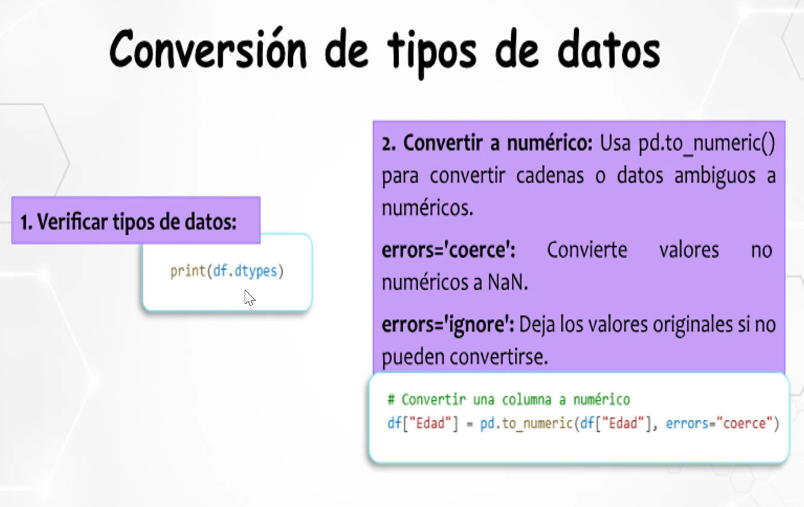 Conversión de tipos de datos
1. Verificar tipos de datos:
print(df.dtypes)
2. Convertir a numérico: Usa pd.to_numeric()
para convertir cadenas o datos ambiguos a
numéricos.
errors='coerce': Convierte valores no
numéricos a NaN.
errors='ignore': Deja los valores originales si no
pueden convertirse.
# Convertir una columna a numérico
df["Edad"] = pd.to_numeric(df["Edad"], errors="coerce")